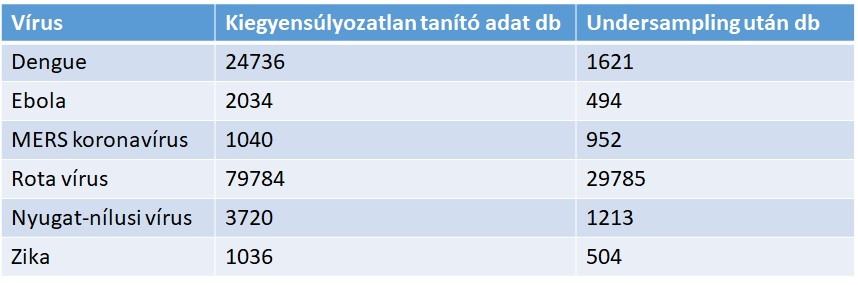 Vírus Kiegyensúlyozatlan tanító adat db Undersampling után db
Dengue 24736 1621
Ebola 2034 494
MERS koronavírus 1040 952
Rota vírus 79784 29785
Nyugat-nílusi vírus 3720 1213
Zika 1036 504